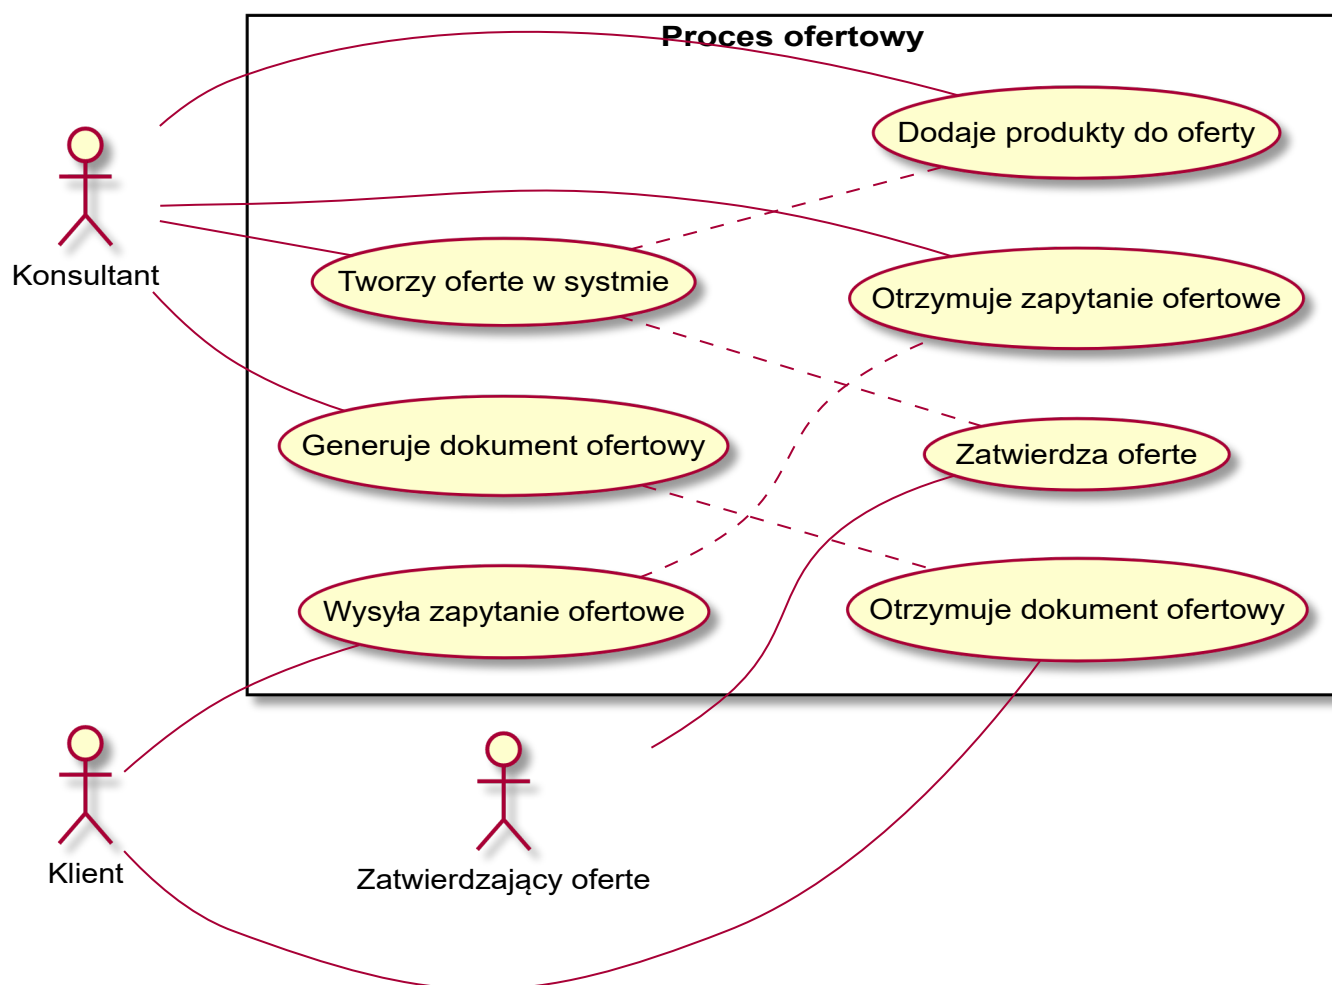 Proces ofertowy
Dodaje produkty do oferty
Konsultant
Tworzy oferte w systmie
Otrzymuje zapytanie ofertowe
Generuje dokument ofertowy
Zatwierdza oferte
Wysyła zapytanie ofertowe
Otrzymuje dokument ofertowy
Klient
Zatwierdzający oferte